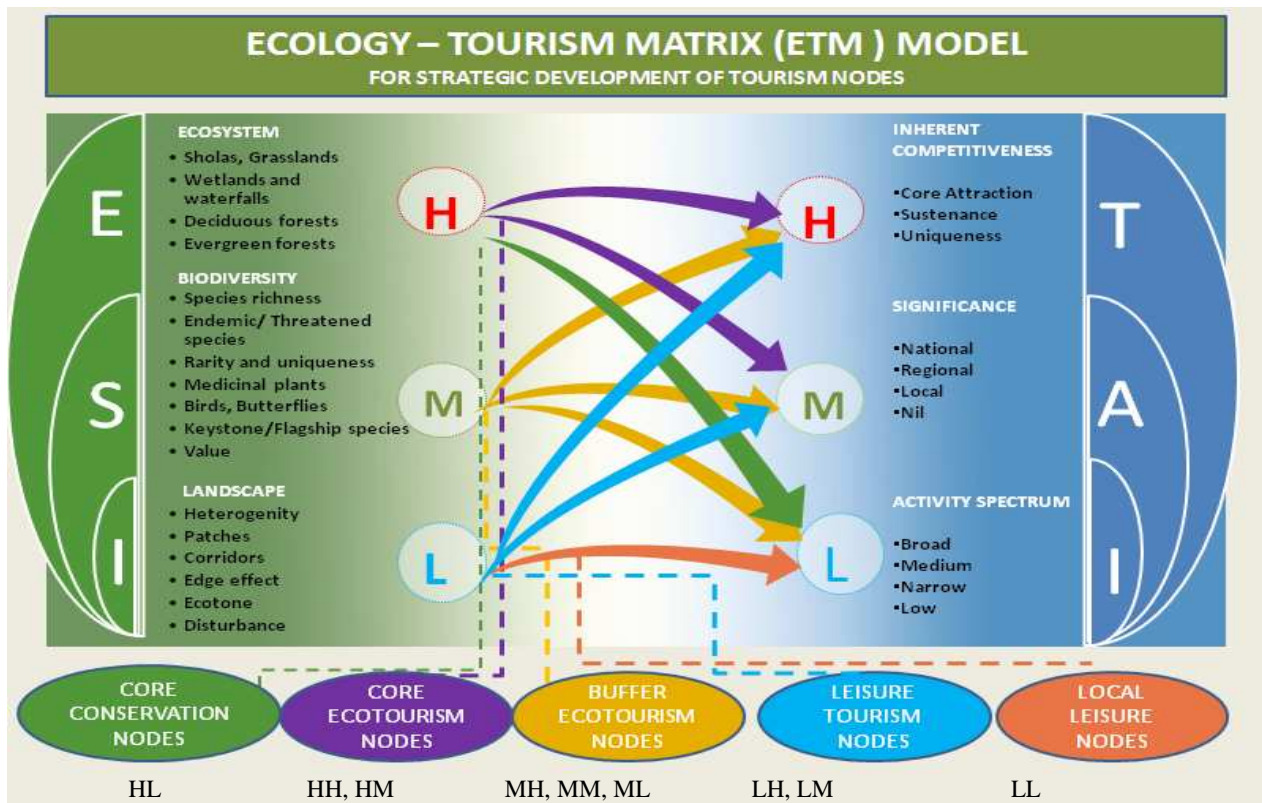 ECOLOGY – TOURISM MATRIX (ETM ) MODEL
FOR STRATEGIC DEVELOPMENT OF TOURISM NODES
E
S
I
ECOSYSTEM
• Sholas, Grasslands
• Wetlands and
waterfalls
• Deciduous forests
• Evergreen forests
BIODIVERSITY
• Species richness
• Endemic/ Threatened
species
• Rarity and uniqueness
• Medicinal plants
• Birds, Butterflies
• Keystone/Flagship species
• Value
LANDSCAPE
• Heterogenity
• Patches
• Corridors
• Edge effect
• Ecotone
• Disturbance
H
M
L
H
M
L
INHERENT
COMPETITIVENESS
▪Core Attraction
▪Sustenance
▪Uniqueness
SIGNIFICANCE
▪National
▪Regional
▪Local
▪Nil
ACTIVITY SPECTRUM
▪Broad
▪Medium
▪Narrow
▪Low
T
A
I
CORE
CONSERVATION
NODES
CORE
ECOTOURISM
NODES
BUFFER
ECOTOURISM
NODES
LEISURE
TOURISM
NODES
LOCAL
LEISURE
NODES
HL
HH, HM
MH, MM, ML
LH, LM
LL